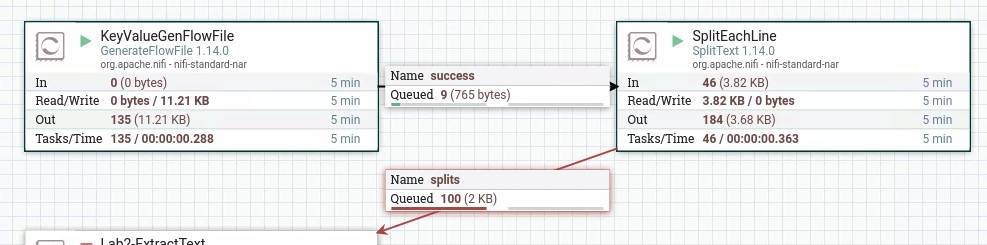 KeyValueGenFlowFile
GenerateFlowFile 1.14.0
org.apache.nifi - nifi-standard-nar
In 0 (0 bytes) 5 min
Read/Write 0 bytes / 11.21 KB 5 min
Out 135 (11.21 KB) 5 min
Tasks/Time 135 / 00:00:00.288 5 min
Name success
Queued 9 (765 bytes)
SplitEachLine
SplitText 1.14.0
org.apache.nifi - nifi-standard-nar
In 46 (3.82 KB) 5 min
Read/Write 3.82 KB / 0 bytes 5 min
Out 184 (3.68 KB) 5 min
Tasks/Time 46 / 00:00:00.363 5 min
Name splits
Queued 100 (2 KB)
Lab2-ExtractText